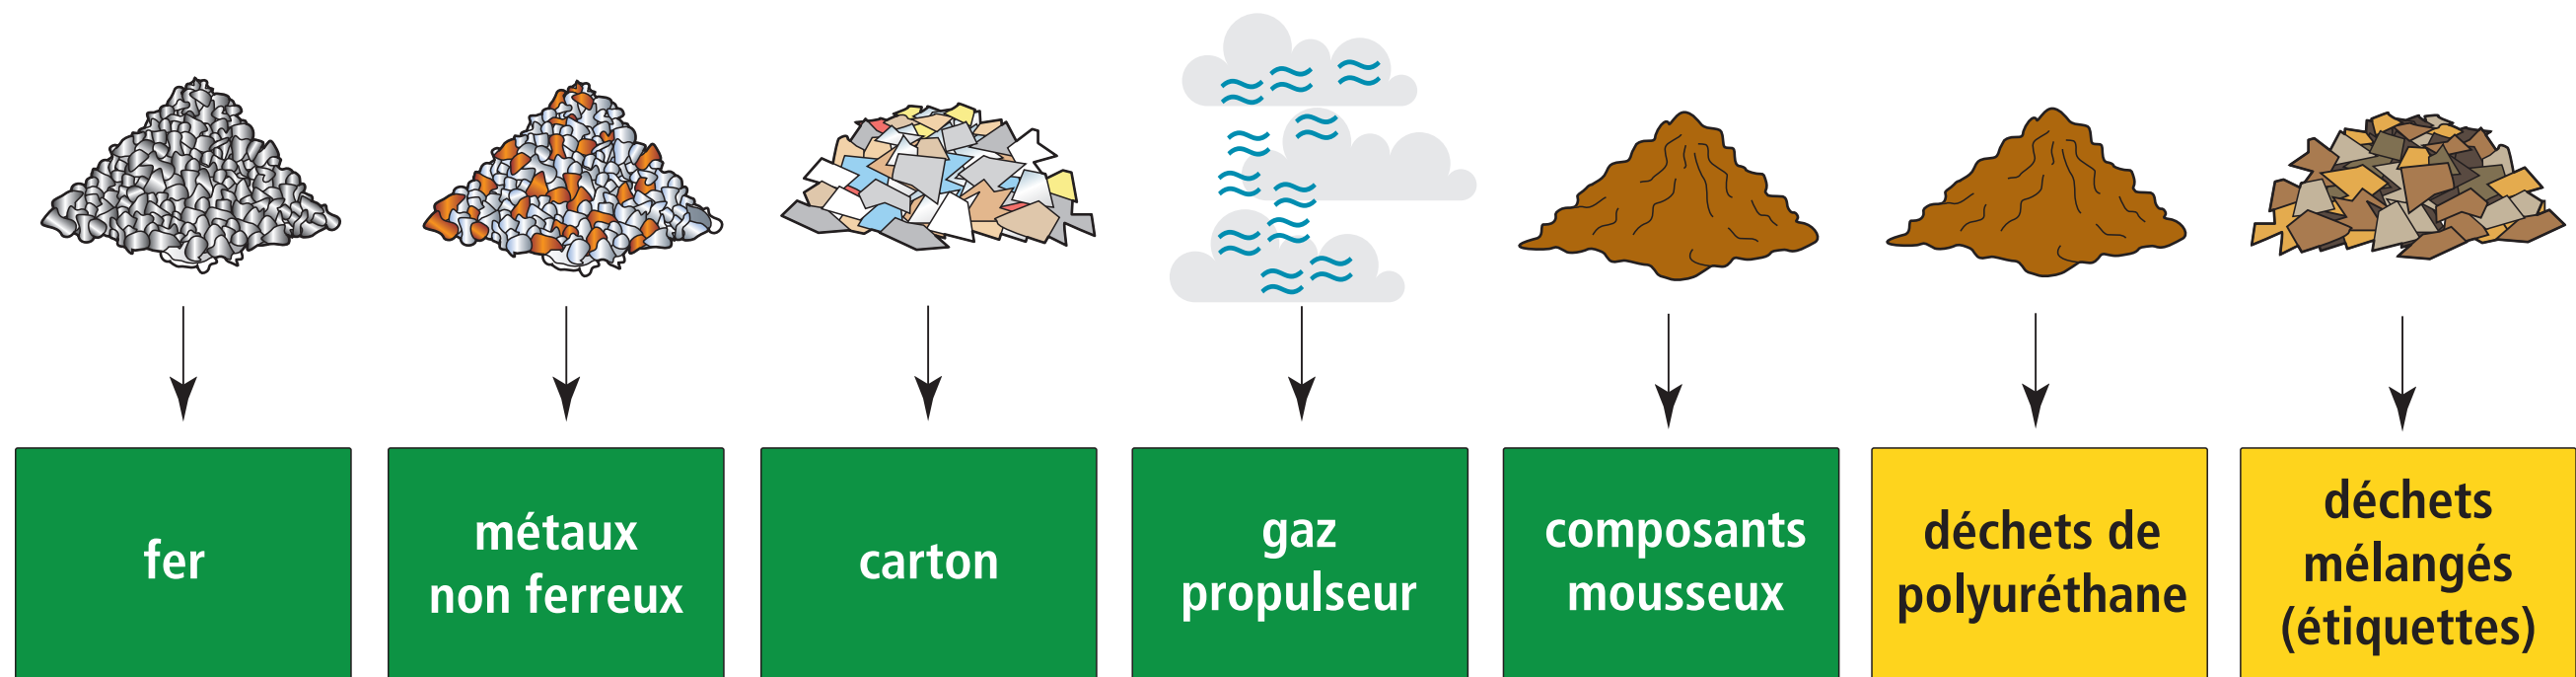 fer
métaux
non ferreux
carton
gaz
propulseur
composants
mousseux
déchets de
polyuréthane
déchets
mélangés
(étiquettes)